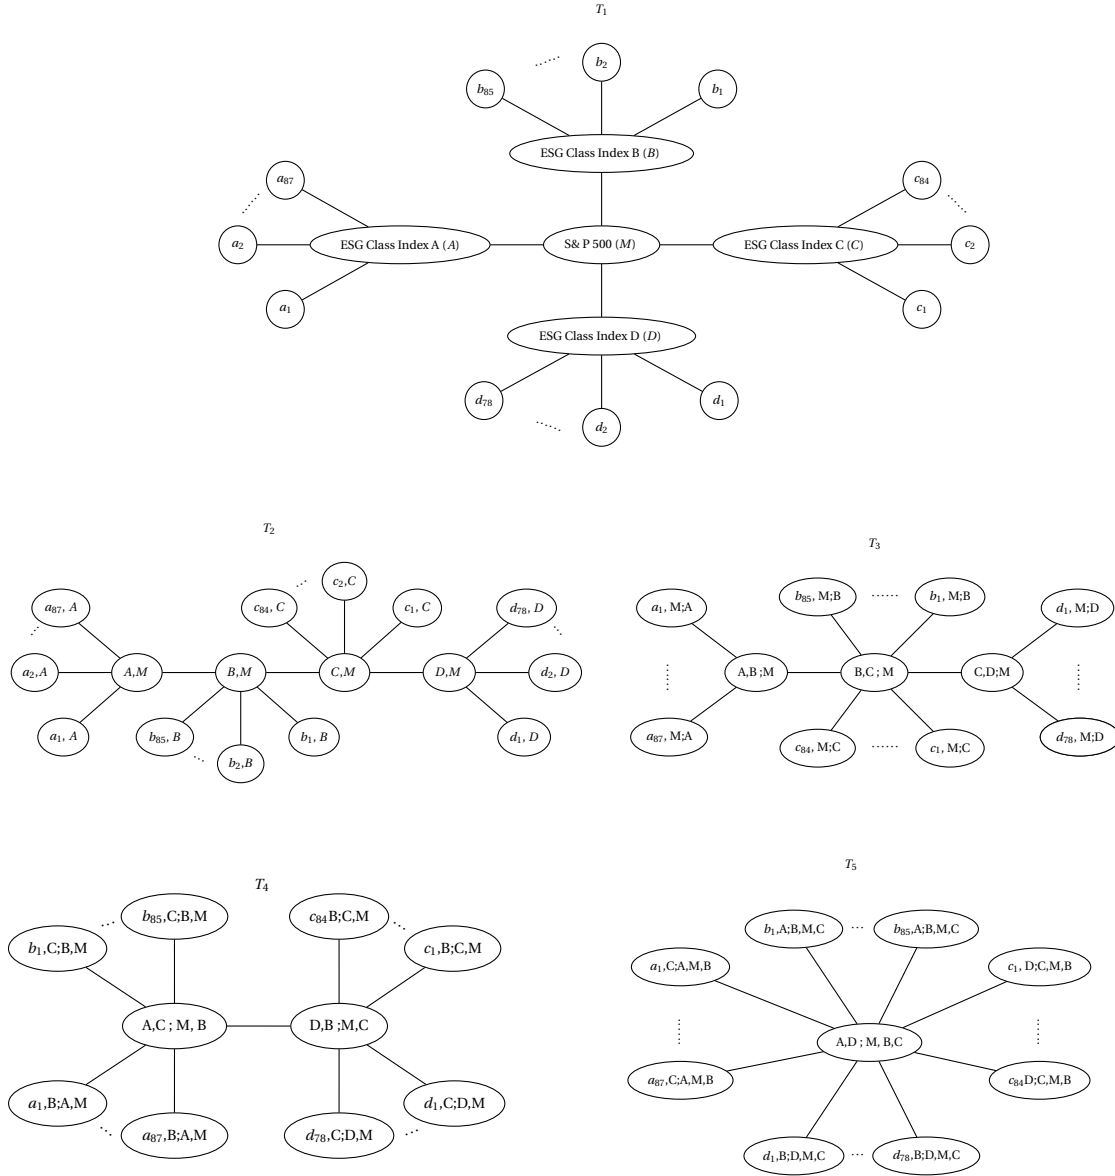 T1
b2
b85
b1
ESG Class Index B (B)
a87
c84
a2
ESG Class Index A (A)
S& P 500 (M)
ESG Class Index C (C)
c2
a1
c1
ESG Class Index D (D)
d78
d1
d2
T2
c2,C
a87, A
c84, C
c1, C
d78, D
a2,A
A,M
B,M
C,M
D,M
d2, D
a1, A
b85, B
b1, B
d1, D
b2,B
T3
b85, M;B
b1, M;B
a1, M;A
d1, M;D
A,B ;M
B,C ; M
C,D;M
a87, M;A
d78, M;D
c84, M;C
c1, M;C
T4
b85,C;B,M
c84B;C,M
b1,C;B,M
c1,B;C,M
A,C ; M, B
D,B ;M,C
a1,B;A,M
d1,C;D,M
a87,B;A,M
d78,C;D,M
T5
b1,A;B,M,C
b85,A;B,M,C
a1,C;A,M,B
c1, D;C,M,B
A,D ; M, B,C
a87,C;A,M,B
c84D;C,M,B
d1,B;D,M,C
d78,B;D,M,C